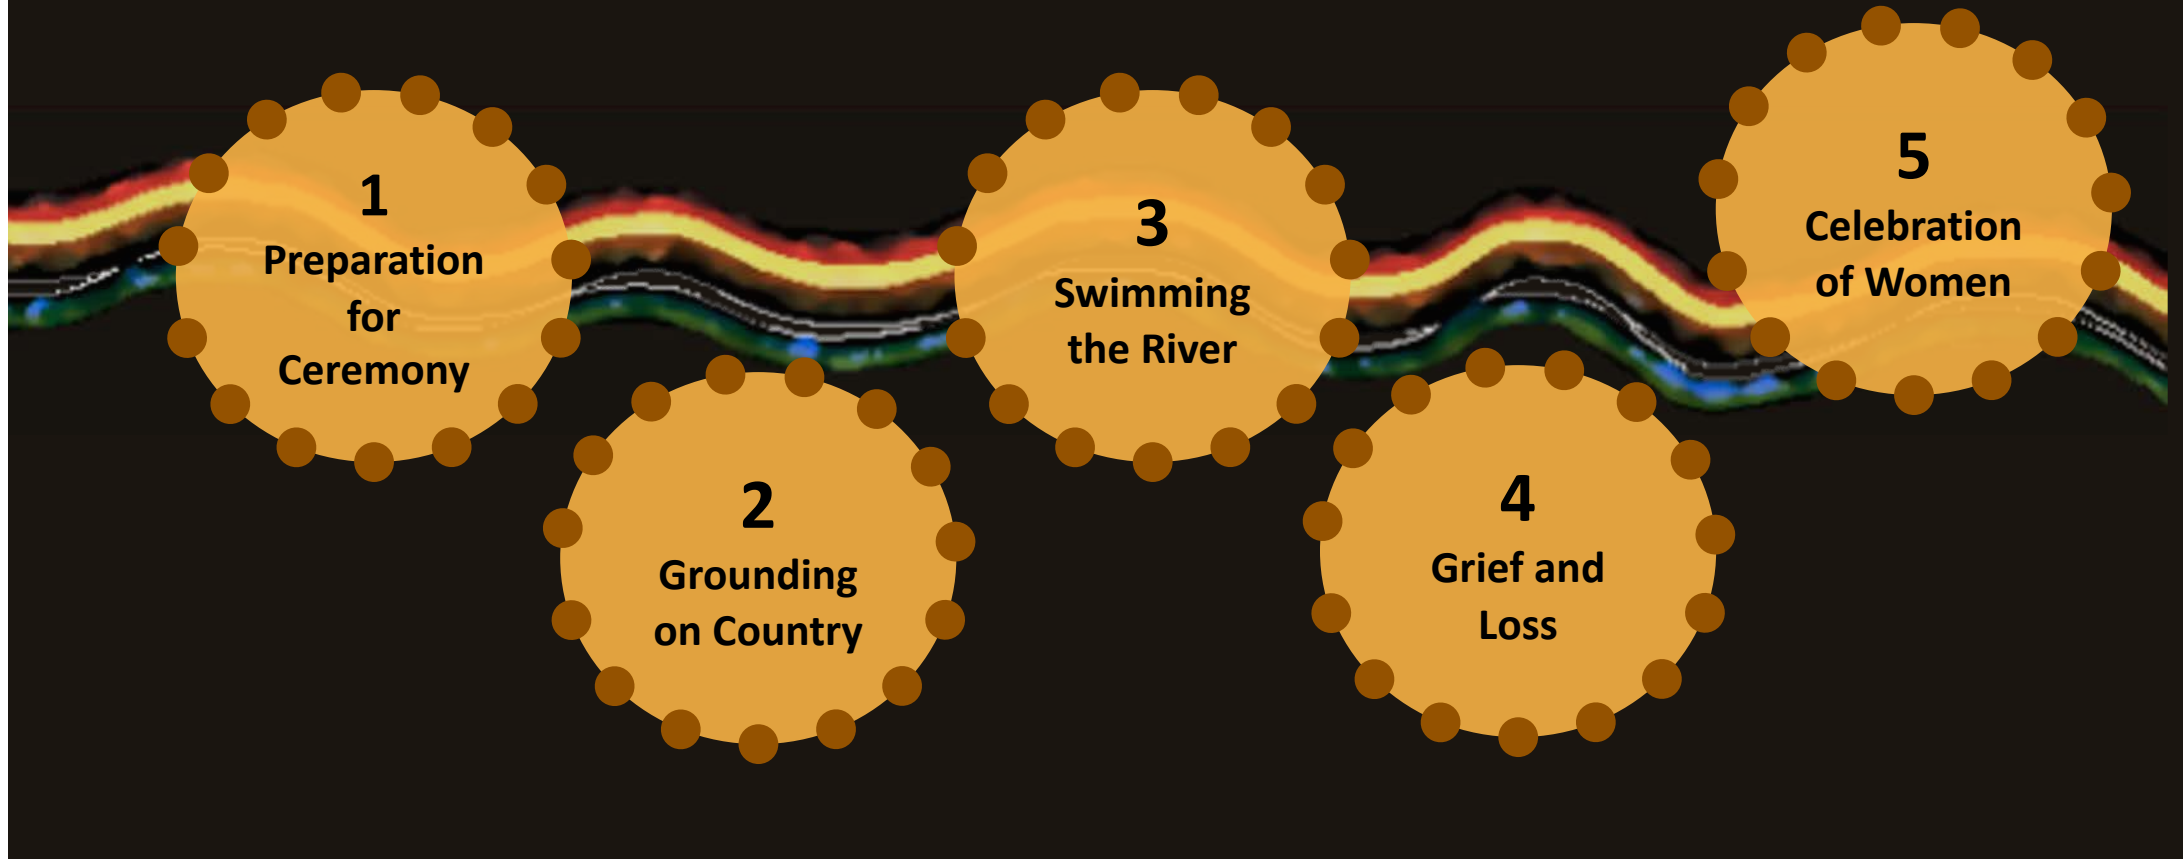 1
Preparation
for
Ceremony
2
Grounding
on Country
3
Swimming
the River
4
Grief and
Loss
5
Celebration
of Women